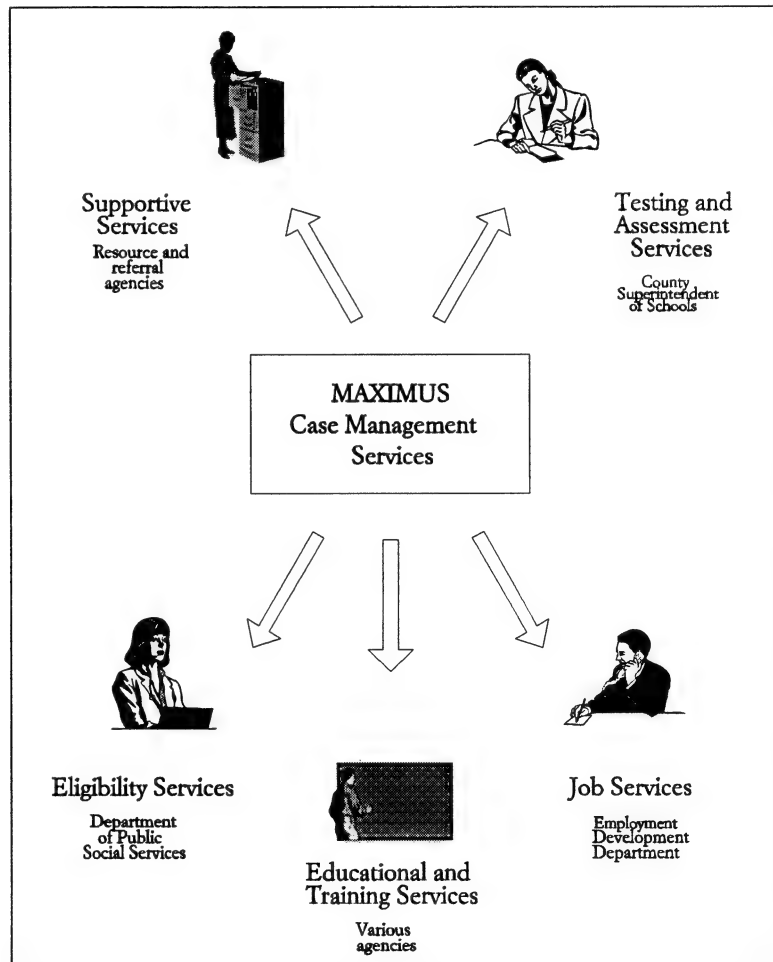 Supportive
Services
Resource and
referral
agencies
Testing and
Assessment
Services
County
Superintendent
of Schools
MAXIMUS
Case Management
Services
Eligibility Services
Department
of Public
Social Services
Educational and
Training Services
Various
agencies
Job Services
Employment
Development
Department